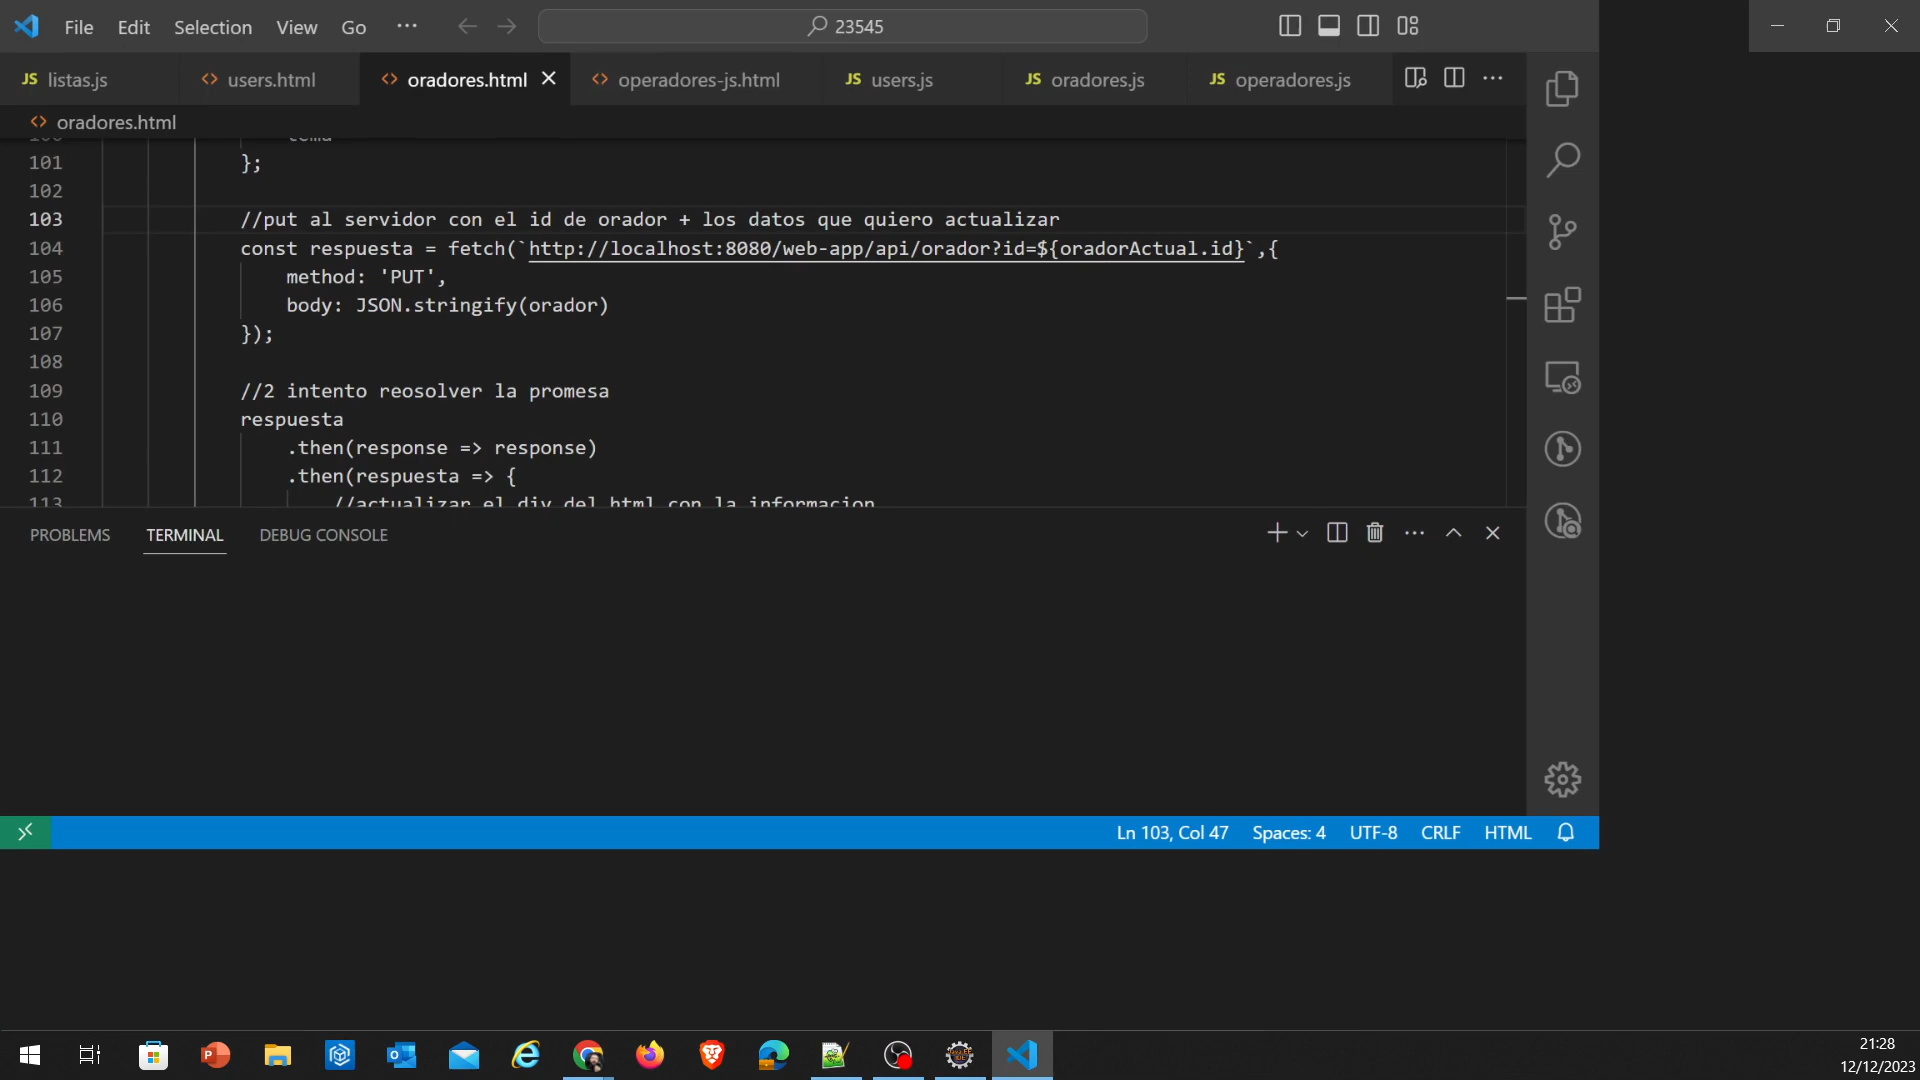 File Edit Selection View Go ··· 23545
JS listas.js users.html oradores.html operadores-js.html JS users.js JS oradores.js JS operadores.js
oradores.html
100 tema
101 };
102
103 //put al servidor con el id de orador + los datos que quiero actualizar
104 const respuesta = fetch(`http://localhost:8080/web-app/api/orador?id=${oradorActual.id}`,{
105 method: 'PUT',
106 body: JSON.stringify(orador)
107 });
108
109 //2 intento reosolver la promesa
110 respuesta
111 .then(response => response)
112 .then(respuesta => {
113 //actualizar el div del html con la informacion
PROBLEMS TERMINAL DEBUG CONSOLE
Ln 103, Col 47 Spaces: 4 UTF-8 CRLF HTML
21:28
12/12/2023